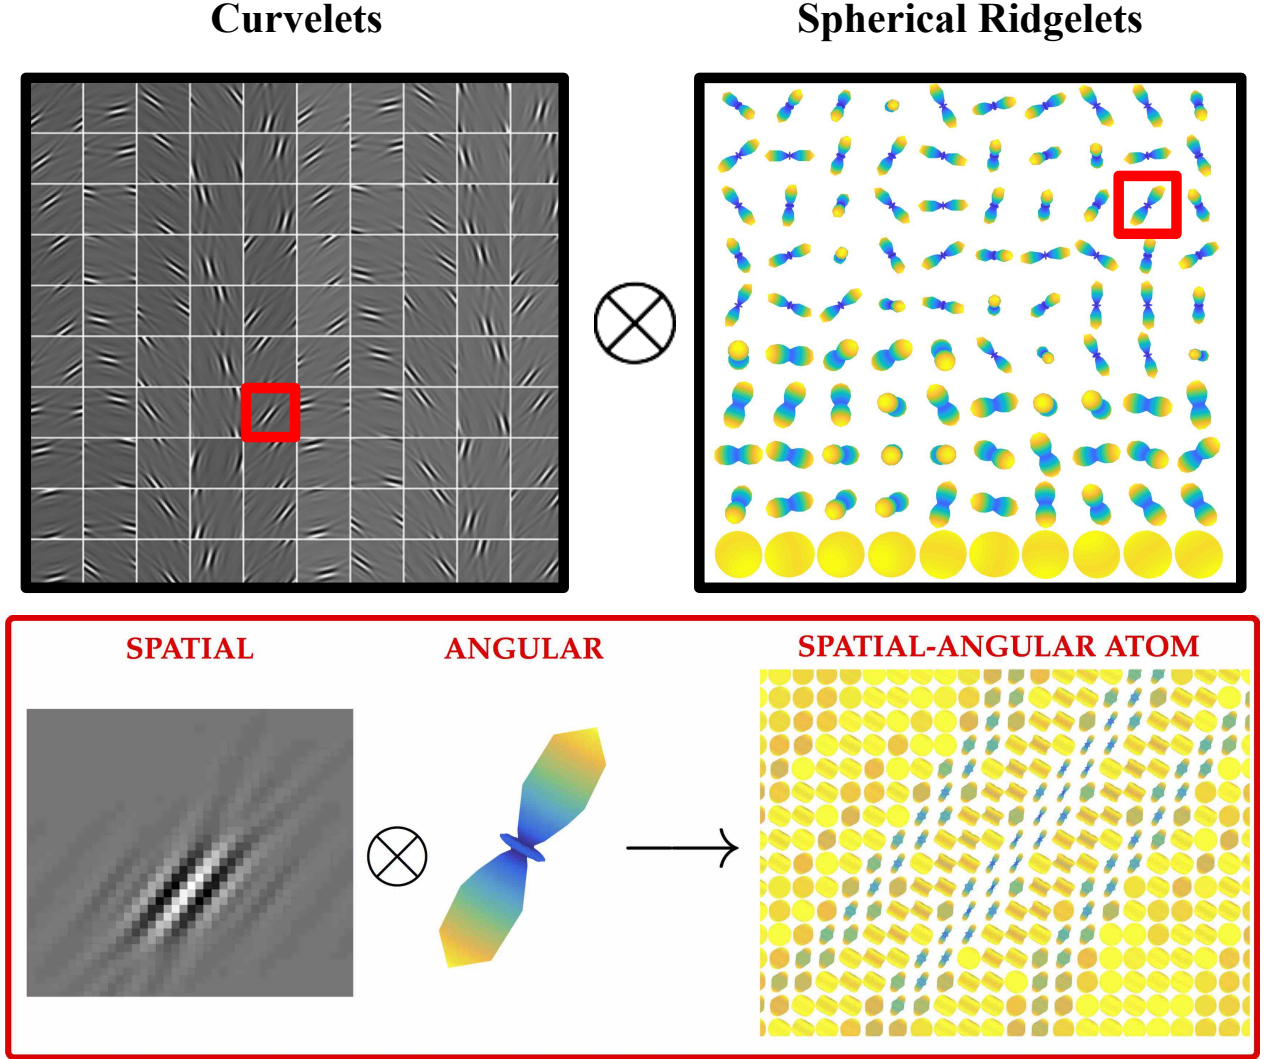 Curvelets
Spherical Ridgelets
SPATIAL
ANGULAR
SPATIAL-ANGULAR ATOM